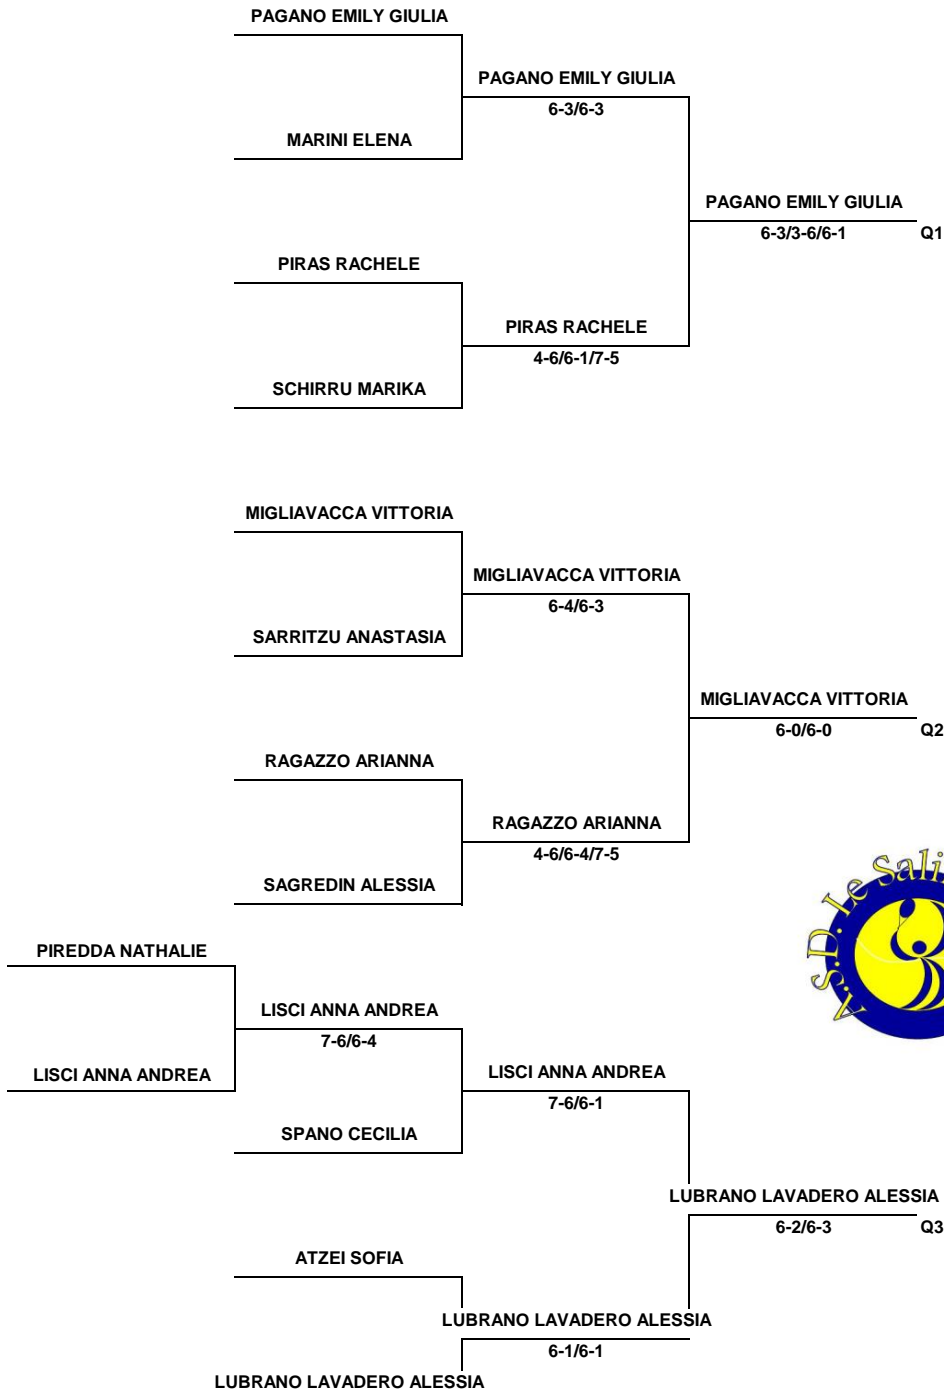 PAGANO EMILY GIULIA
PAGANO EMILY GIULIA
6-3/6-3
MARINI ELENA
PAGANO EMILY GIULIA
6-3/3-6/6-1 Q1
PIRAS RACHELE
PIRAS RACHELE
4-6/6-1/7-5
SCHIRRU MARIKA
MIGLIAVACCA VITTORIA
MIGLIAVACCA VITTORIA
6-4/6-3
SARRITZU ANASTASIA
MIGLIAVACCA VITTORIA
6-0/6-0 Q2
RAGAZZO ARIANNA
RAGAZZO ARIANNA
4-6/6-4/7-5
SAGREDIN ALESSIA
PIREDDA NATHALIE
LISCI ANNA ANDREA
7-6/6-4
LISCI ANNA ANDREA
LISCI ANNA ANDREA
7-6/6-1
SPANO CECILIA
LUBRANO LAVADERO ALESSIA
6-2/6-3 Q3
ATZEI SOFIA
LUBRANO LAVADERO ALESSIA
6-1/6-1
LUBRANO LAVADERO ALESSIA